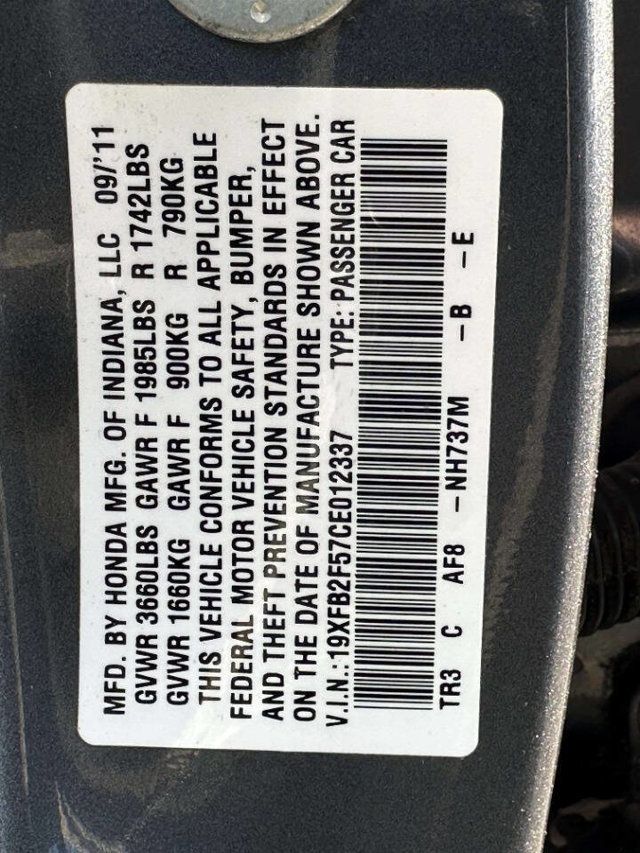 MFD. BY HONDA MFG. OF INDIANA, LLC 09/'11
GVWR 3660LBS GAWR F 1985LBS R 1742LBS
GVWR 1660KG GAWR F 900KG R 790KG
THIS VEHICLE CONFORMS TO ALL APPLICABLE
FEDERAL MOTOR VEHICLE SAFETY, BUMPER,
AND THEFT PREVENTION STANDARDS IN EFFECT
ON THE DATE OF MANUFACTURE SHOWN ABOVE.
V.I.N.: 19XFB2F57CE012337 TYPE: PASSENGER CAR
TR3 C AF8 -NH737M -B -E